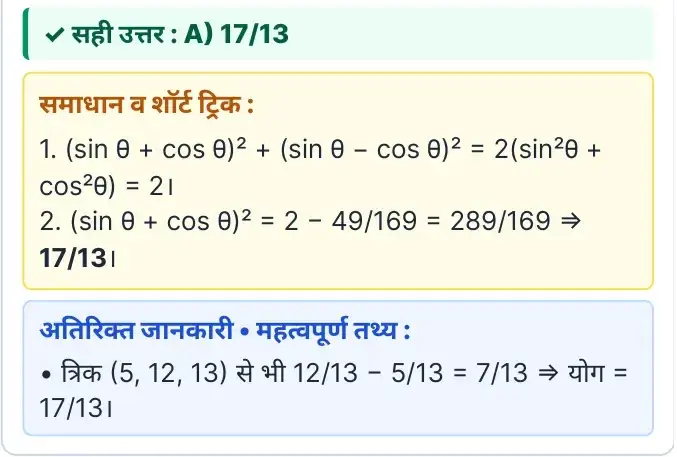 ✓ सही उत्तर : A) 17/13
समाधान व शॉर्ट ट्रिक :
1. (sin θ + cos θ)² + (sin θ − cos θ)² = 2(sin²θ +
cos²θ) = 2।
2. (sin θ + cos θ)² = 2 − 49/169 = 289/169 ⇒
17/13।
अतिरिक्त जानकारी • महत्वपूर्ण तथ्य :
• त्रिक (5, 12, 13) से भी 12/13 − 5/13 = 7/13 ⇒ योग =
17/13।